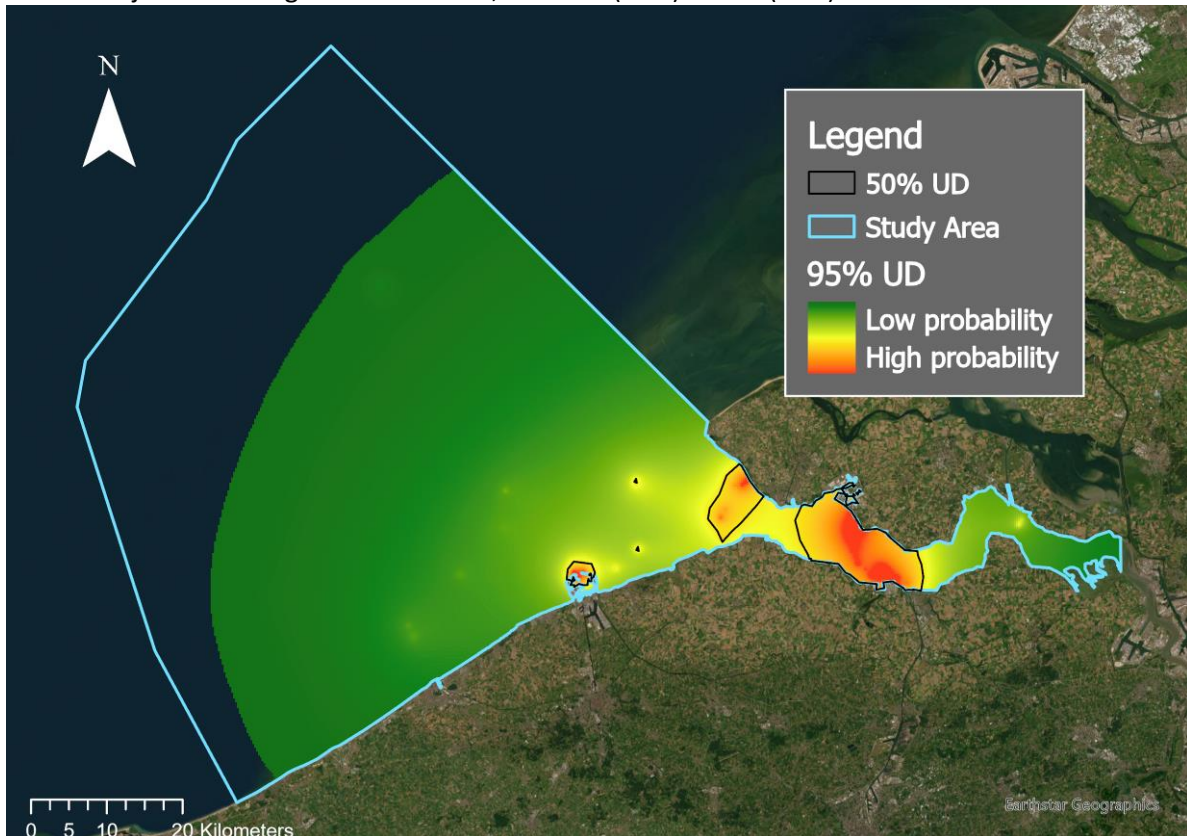 N
Legend
50% UD
Study Area
95% UD
Low probability
High probability
Earthstar Geographics
0 5 10 20 Kilometers